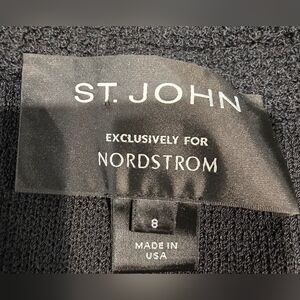 ST. JOHN
EXCLUSIVELY FOR
NORDSTROM
8
MADE IN
USA